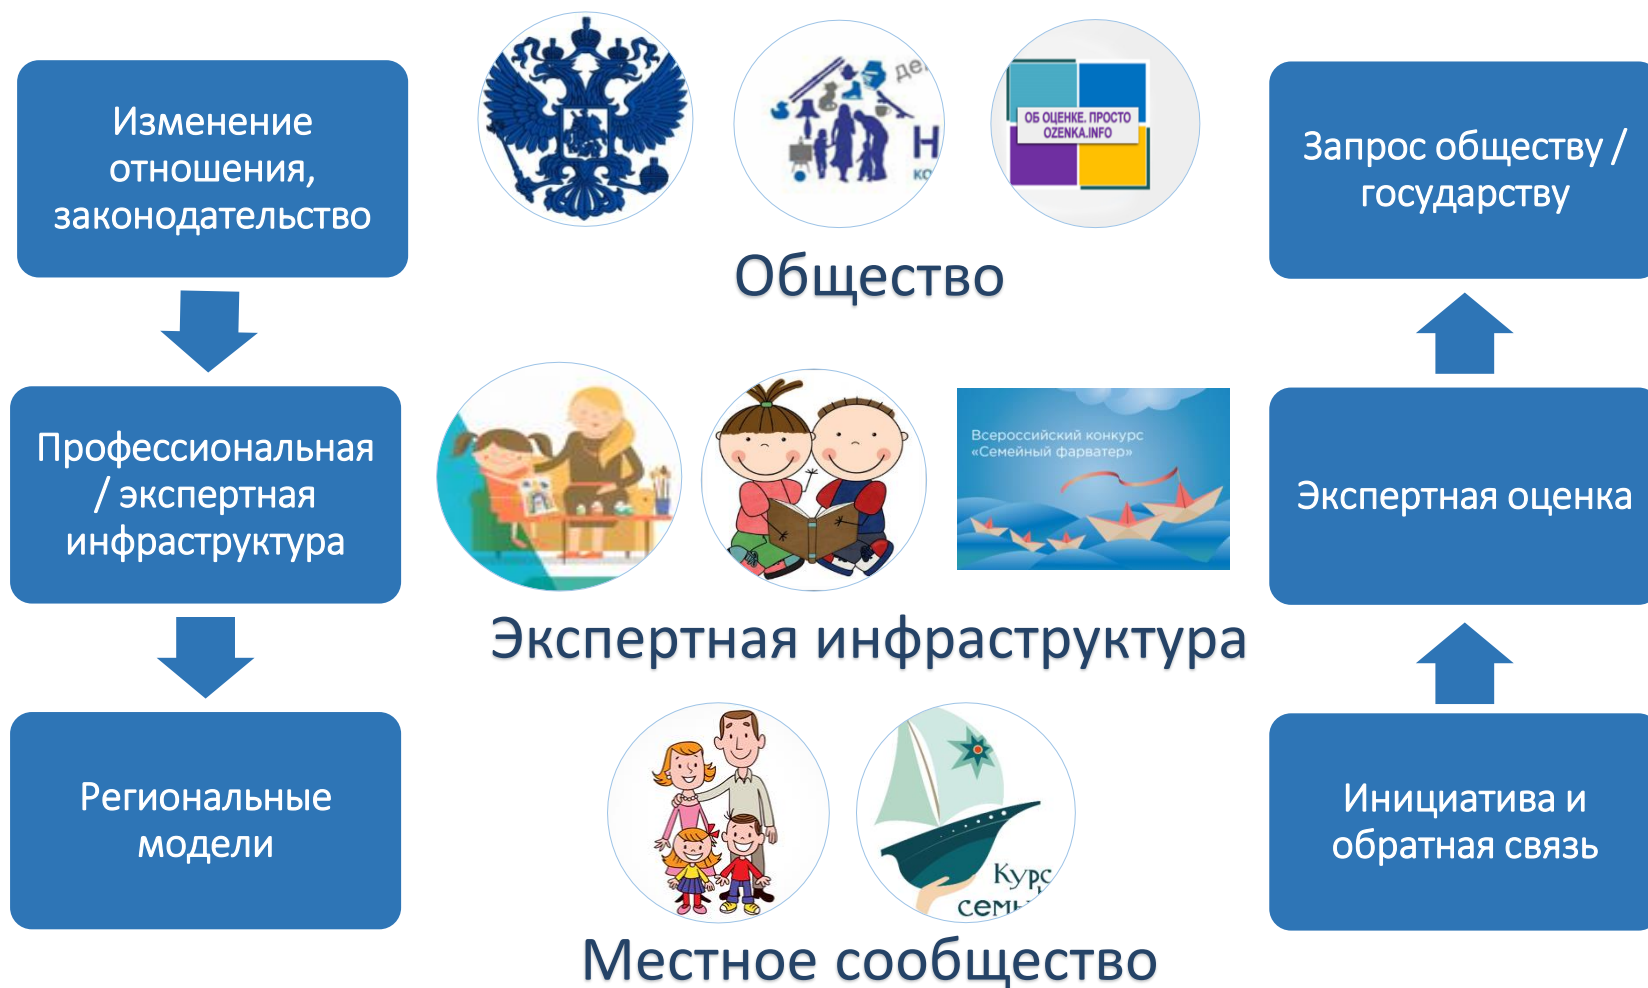 Изменение
отношения,
законодательство
ОБ ОЦЕНКЕ. ПРОСТО
OZENKA.INFO
Общество
Запрос обществу /
государству
Профессиональная
/ экспертная
инфраструктура
Всероссийский конкурс
«Семейный фарватер»
Экспертная инфраструктура
Экспертная оценка
Региональные
модели
Курс
Местное сообщество
Инициатива и
обратная связь